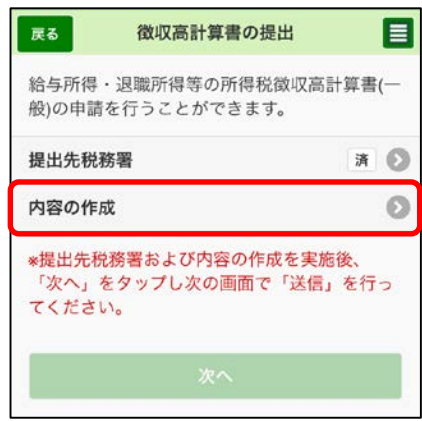 戻る
徴収高計算書の提出
給与所得・退職所得等の所得税徴収高計算書(一
般)の申請を行うことができます。
提出先税務署
済
内容の作成
*提出先税務署および内容の作成を実施後、
「次へ」をタップし次の画面で「送信」を行っ
てください。
次へ